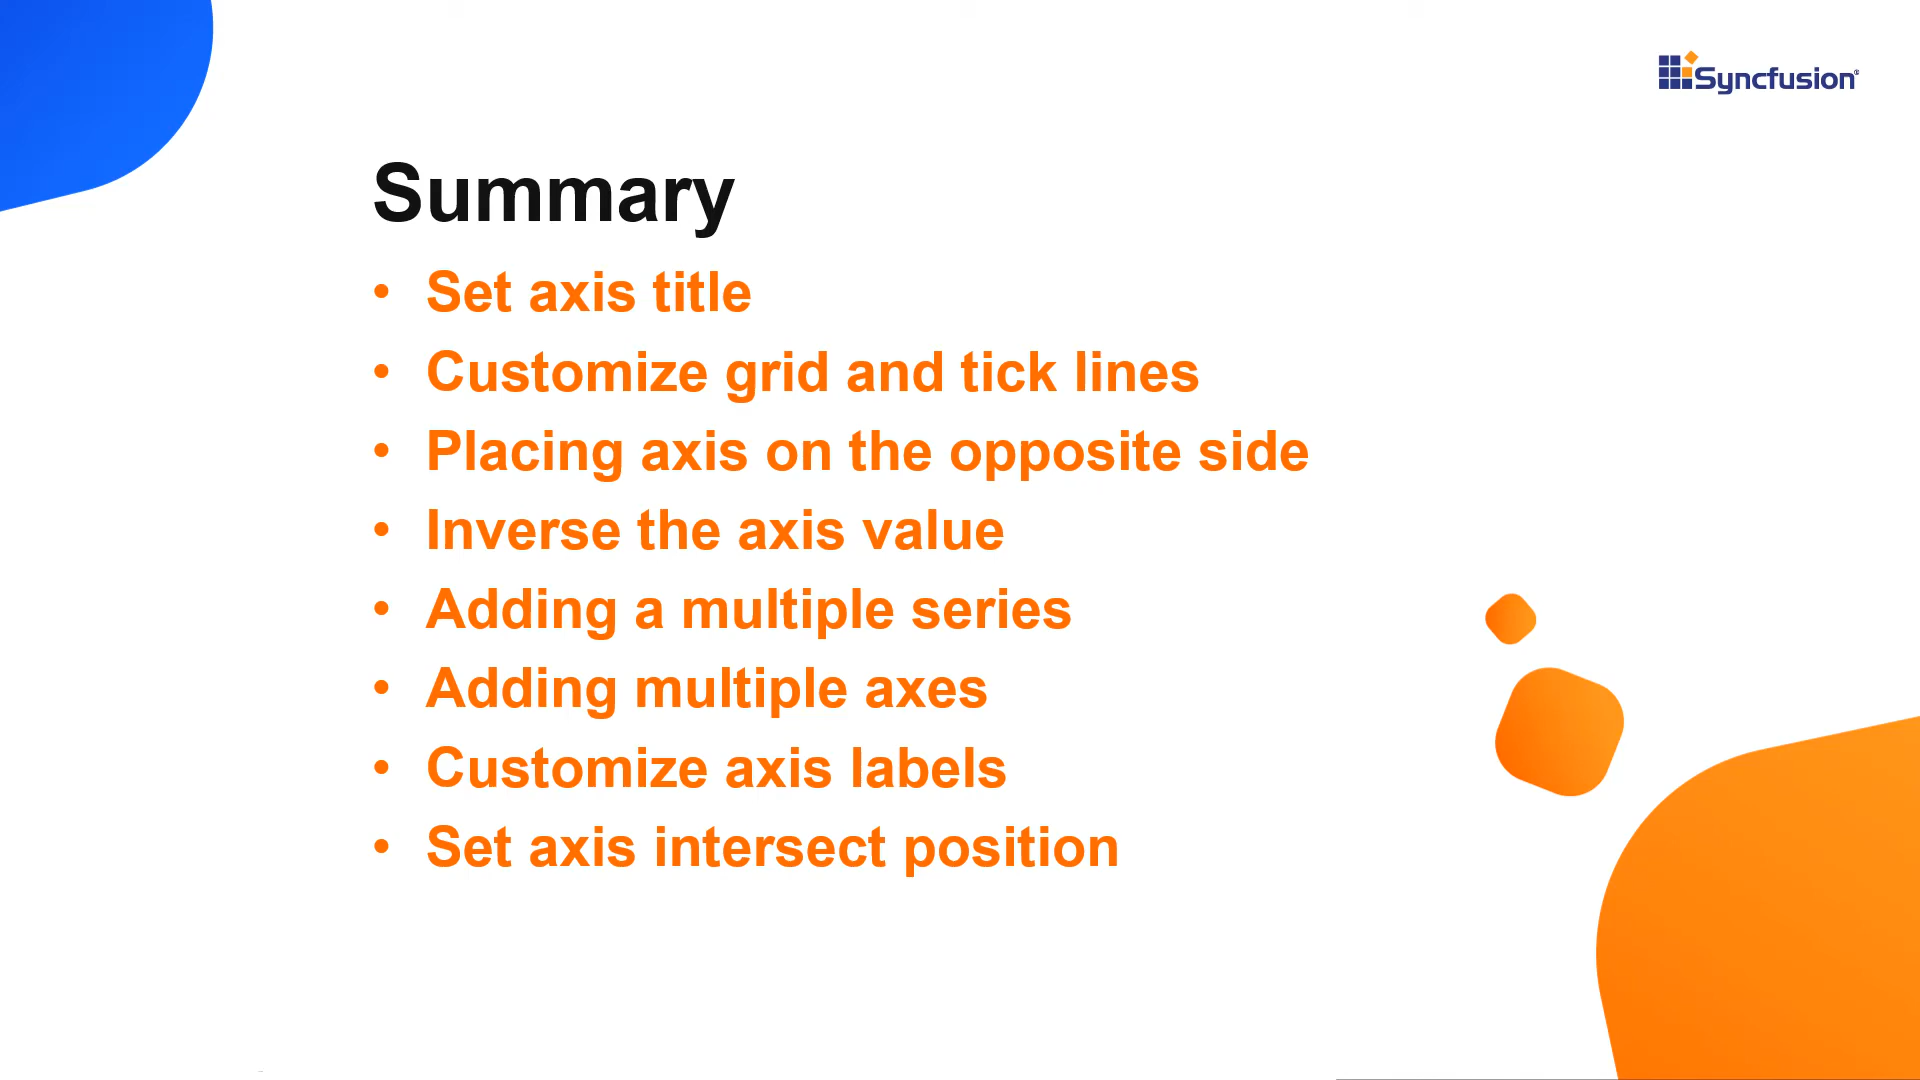 Syncfusion®
Summary
• Set axis title
• Customize grid and tick lines
• Placing axis on the opposite side
• Inverse the axis value
• Adding a multiple series
• Adding multiple axes
• Customize axis labels
• Set axis intersect position